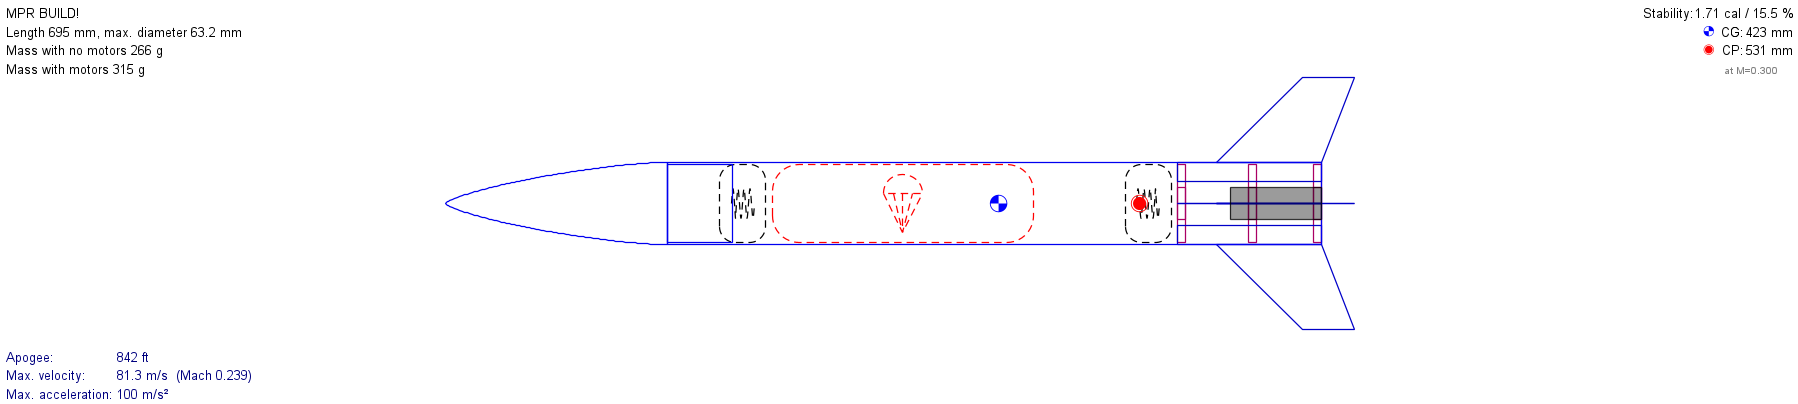 MPR BUILD!
Length 695 mm, max. diameter 63.2 mm
Mass with no motors 266 g
Mass with motors 315 g
Stability: 1.71 cal / 15.5 %
CG: 423 mm
CP: 531 mm
at M=0.300
Apogee: 842 ft
Max. velocity: 81.3 m/s (Mach 0.239)
Max. acceleration: 100 m/s²